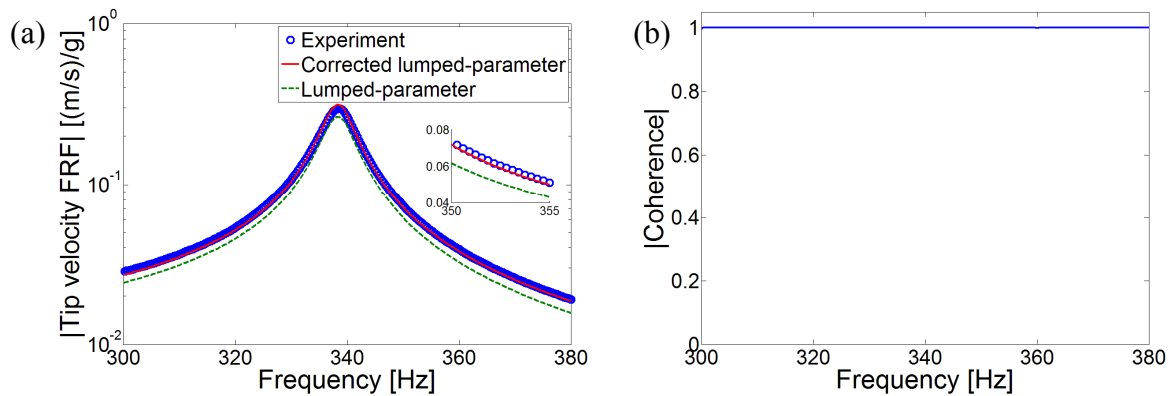 (a)
|Tip velocity FRF| [(m/s)/g]
10⁰
10⁻¹
10⁻²
Experiment
Corrected lumped-parameter
Lumped-parameter
0.08
0.06
0.04
350 355
300 320 340 360 380
Frequency [Hz]
(b)
|Coherence|
1
0.8
0.6
0.4
0.2
0
300 320 340 360 380
Frequency [Hz]